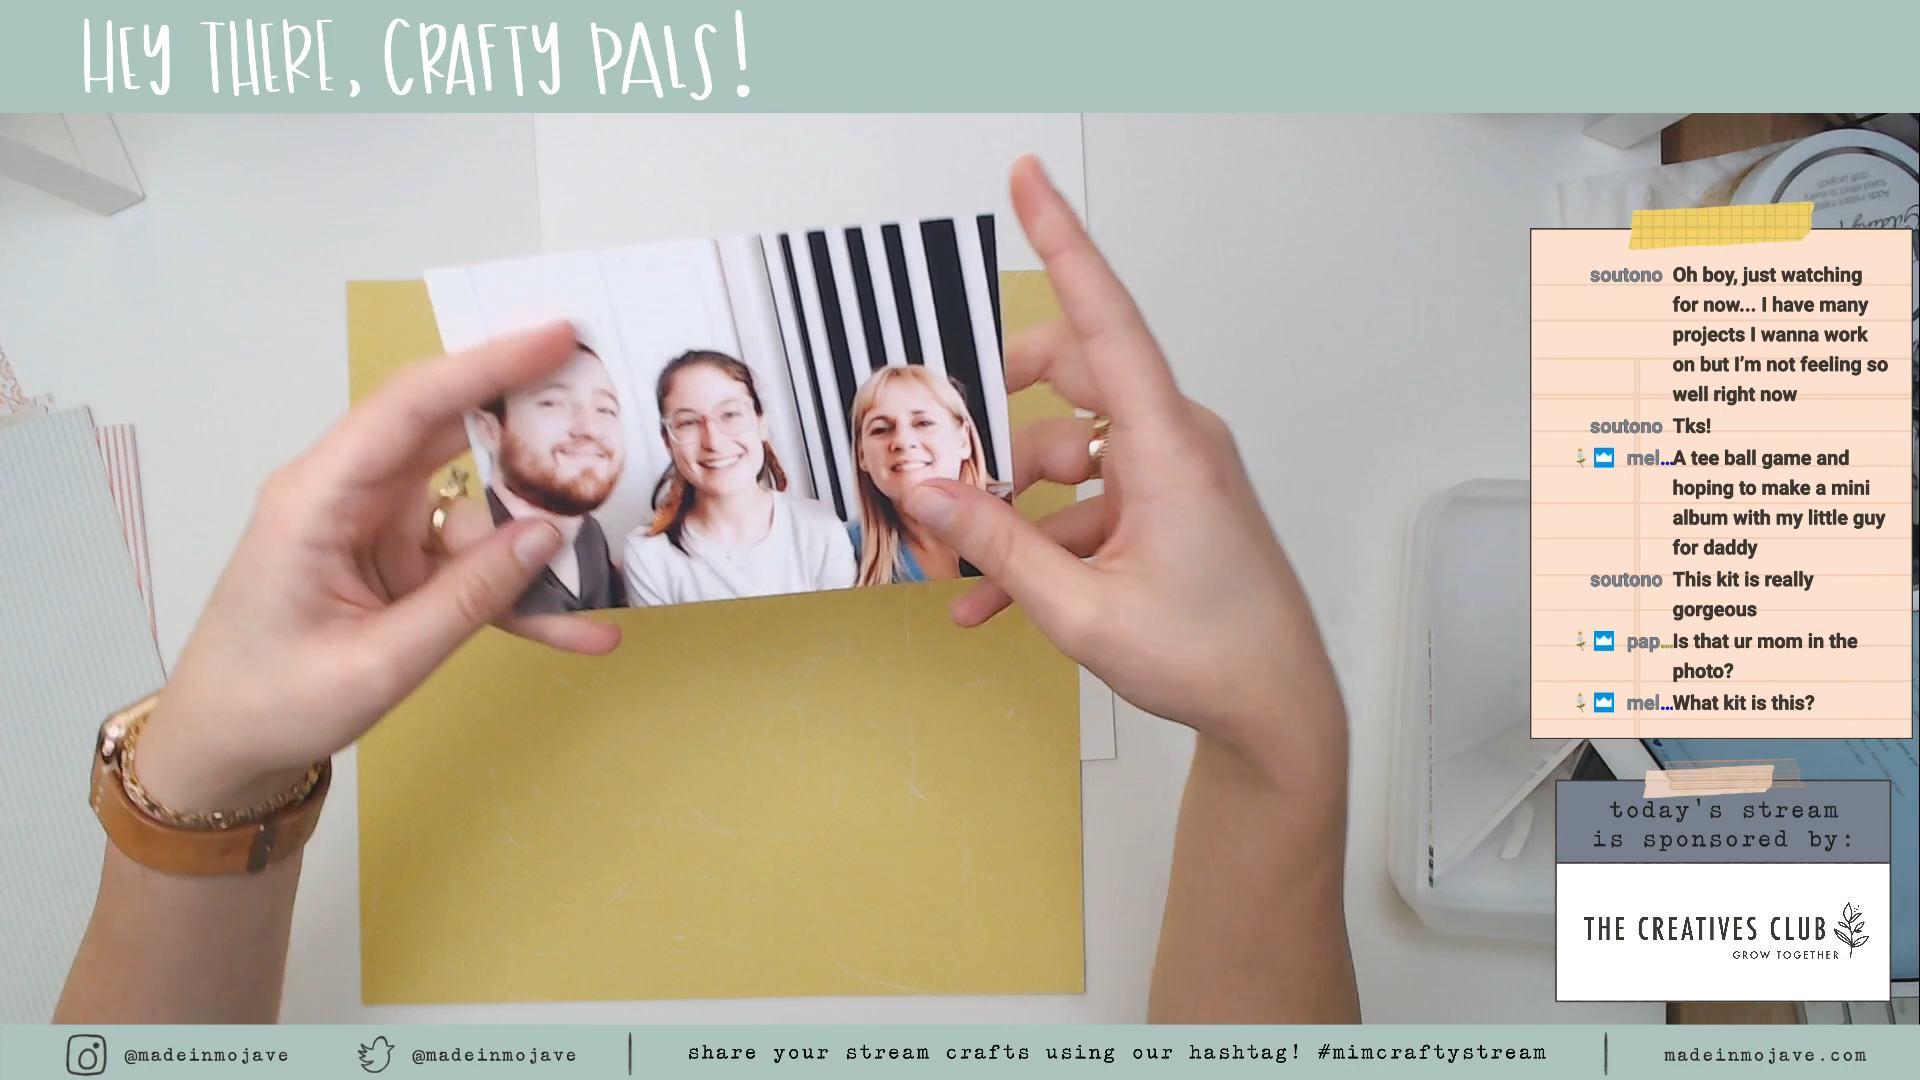 HEY THERE, CRAFTY PALS!
soutono Oh boy, just watching
for now... I have many
projects I wanna work
on but I'm not feeling so
well right now
soutono Tks!
mel... A tee ball game and
hoping to make a mini
album with my little guy
for daddy
soutono This kit is really
gorgeous
pap... Is that ur mom in the
photo?
mel... What kit is this?
today's stream
is sponsored by:
THE CREATIVES CLUB
GROW TOGETHER
@madeinmojave
@madeinmojave
share your stream crafts using our hashtag! #mimcraftystream
madeinmojave.com